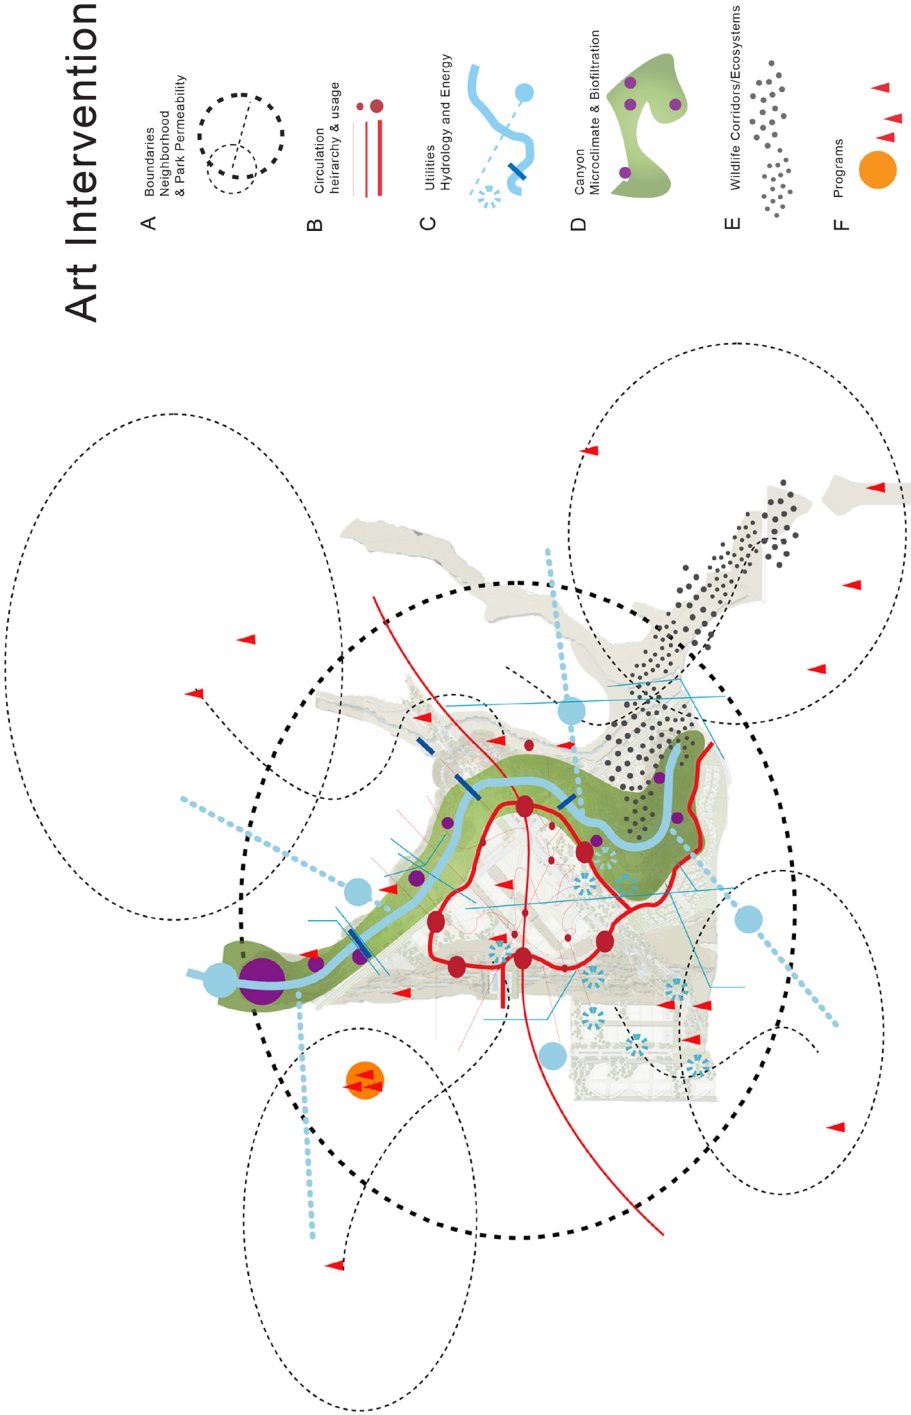 Art Intervention
A
Boundaries
Neighborhood
& Park Permeability
B
Circulation
heirarchy & usage
C
Utilities
Hydrology and Energy
D
Canyon
Microclimate & Biofiltration
E
Wildlife Corridors/Ecosystems
F
Programs